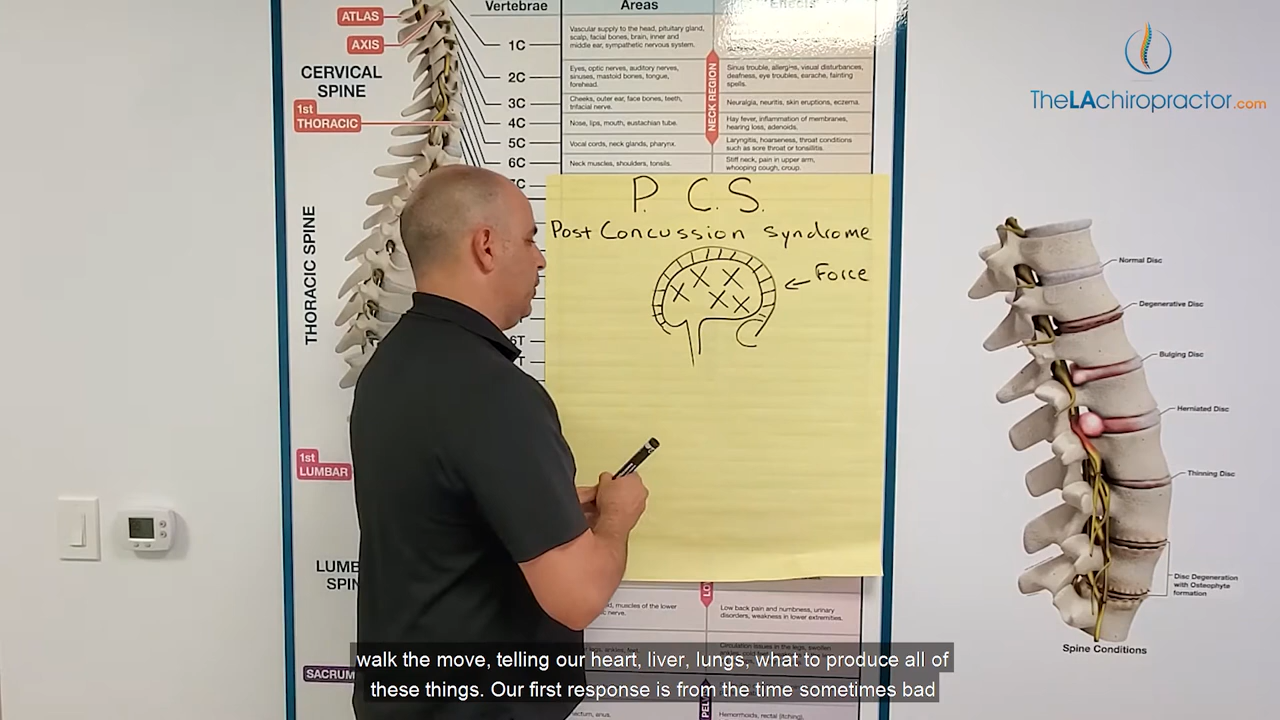 Vertebrae
Areas
ATLAS
AXIS
CERVICAL
SPINE
1st
THORACIC
THORACIC SPINE
1st
LUMBAR
SACRUM
1C
Vascular supply to the head, pituitary gland,
scalp, facial bones, brain, inner and
middle ear, sympathetic nervous system.
2C
Eyes, optic nerves, auditory nerves,
sinuses, mastoid bones, tongue,
forehead.
Sinus trouble, allergies, visual disturbances,
deafness, eye troubles, earache, fainting
spells.
3C
Cheeks, outer ear, face bones, teeth,
trifacial nerve.
Neuralgia, neuritis, skin eruptions, eczema.
4C
Nose, lips, mouth, eustachian tube.
Hay fever, inflammation of membranes,
hearing loss, adenoids.
5C
Vocal cords, neck glands, pharynx.
Laryngitis, hoarseness, throat conditions
such as sore throat or tonsillitis.
6C
Neck muscles, shoulders, tonsils.
Stiff neck, pain in upper arm,
whooping cough, croup.
NECK REGION
P. C.S.
Post Concussion Syndrome
Force
muscles of the lower
nerve.
Low back pain and numbness, urinary
disorders, weakness in lower extremities.
Hemorrhoids, rectal (itching),
TheLAchiropractor.com
Normal Disc
Degenerative Disc
Bulging Disc
Herniated Disc
Thinning Disc
Disc Degeneration
with Osteophyte
formation
Spine Conditions
walk the move, telling our heart, liver, lungs, what to produce all of
these things. Our first response is from the time sometimes bad